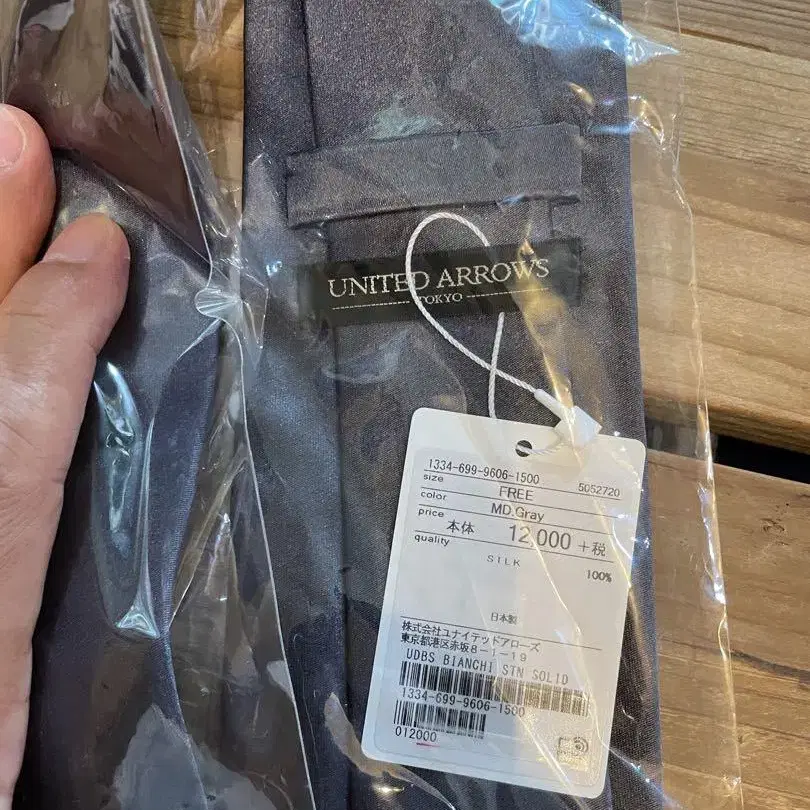 UNITED ARROWS
TOKYO
1334-699-9606-1500
size FREE 5052720
color MD.Gray
price 本体 12,000 +税
quality
SILK 100%
日本製
株式会社ユナイテッドアローズ
東京都港区赤坂8-1-19
UDBS BIANCHI STN SOLID
1334-699-9606-1500
012000